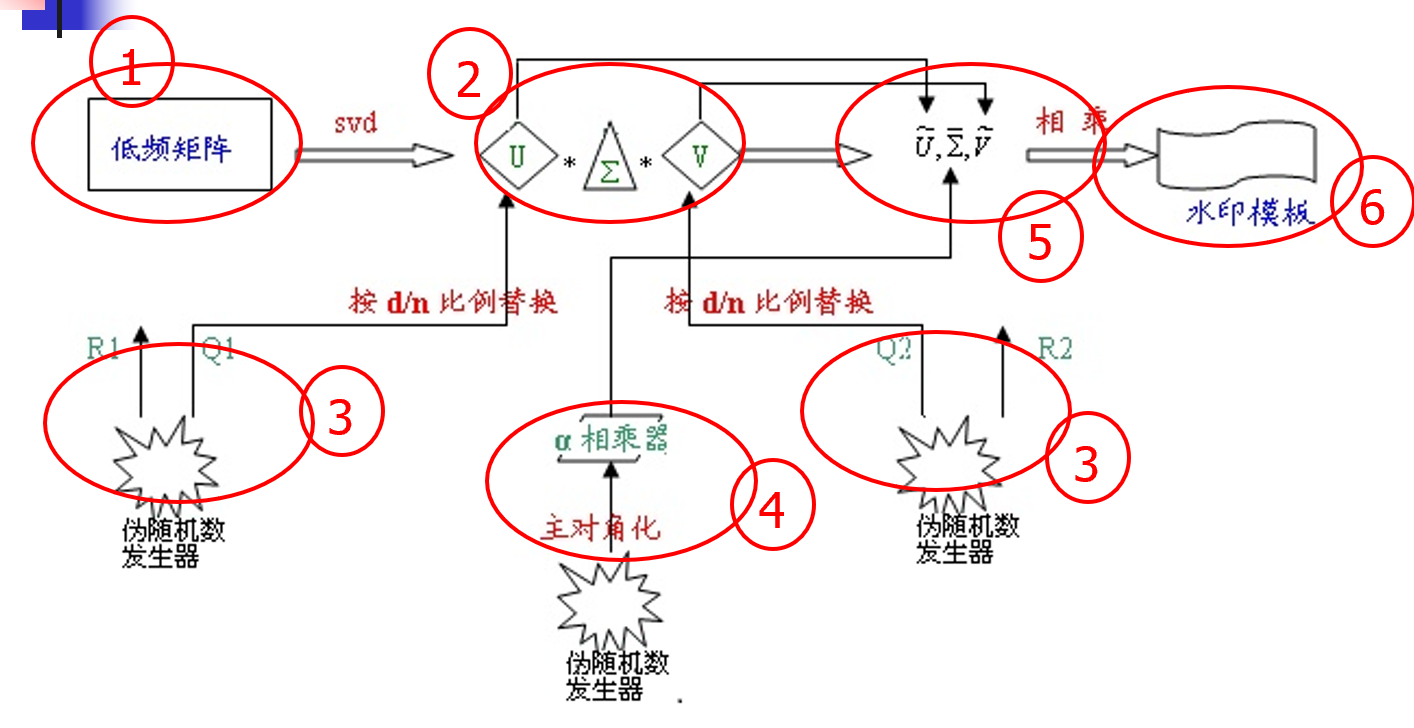 1
2
低频矩阵
svd
U
*
Σ
*
V
Ũ, Σ̄, Ṽ
相 乘
水印模板
6
5
按 d/n 比例替换
按 d/n 比例替换
R1
Q1
Q2
R2
3
3
α 相乘器
4
主对角化
伪随机数
发生器
伪随机数
发生器
伪随机数
发生器